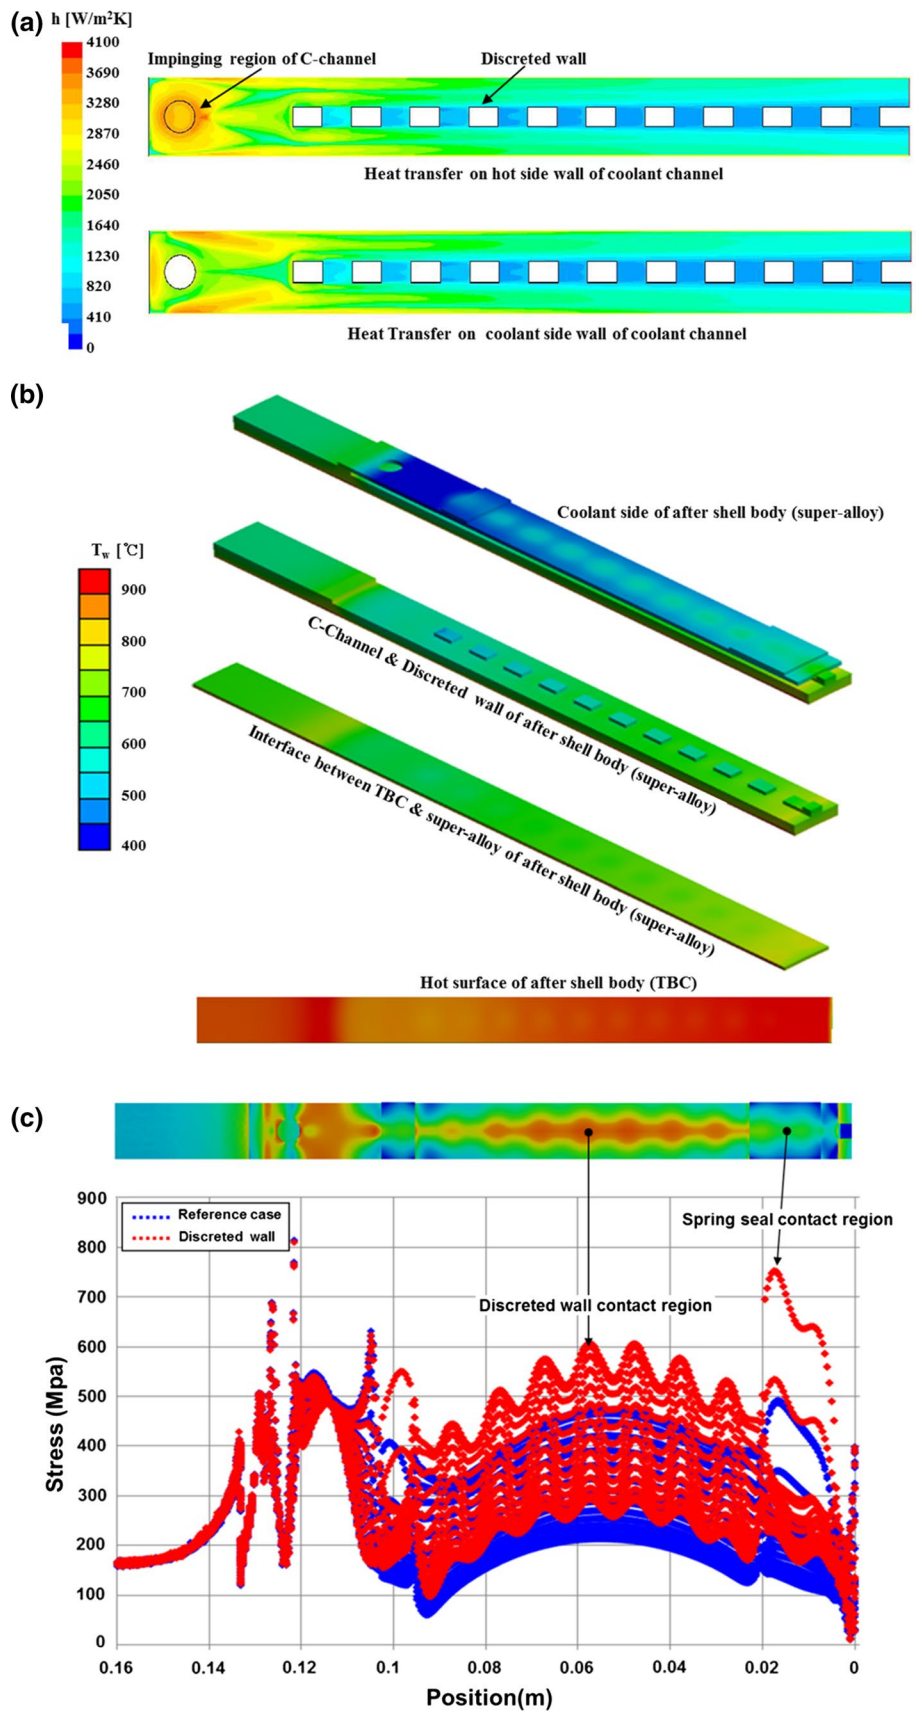 (a)
h [W/m²K]
4100
3690
3280
2870
2460
2050
1640
1230
820
410
0
Impinging region of C-channel
Discreted wall
Heat transfer on hot side wall of coolant channel
Heat Transfer on coolant side wall of coolant channel
(b)
Coolant side of after shell body (super-alloy)
Tw [℃]
900
800
700
600
500
400
C-Channel & Discreted wall of after shell body (super-alloy)
Interface between TBC & super-alloy of after shell body (super-alloy)
Hot surface of after shell body (TBC)
(c)
900
800
700
600
500
400
300
200
100
0
Stress (Mpa)
Reference case
Discreted wall
Spring seal contact region
Discreted wall contact region
0.16 0.14 0.12 0.1 0.08 0.06 0.04 0.02 0
Position(m)